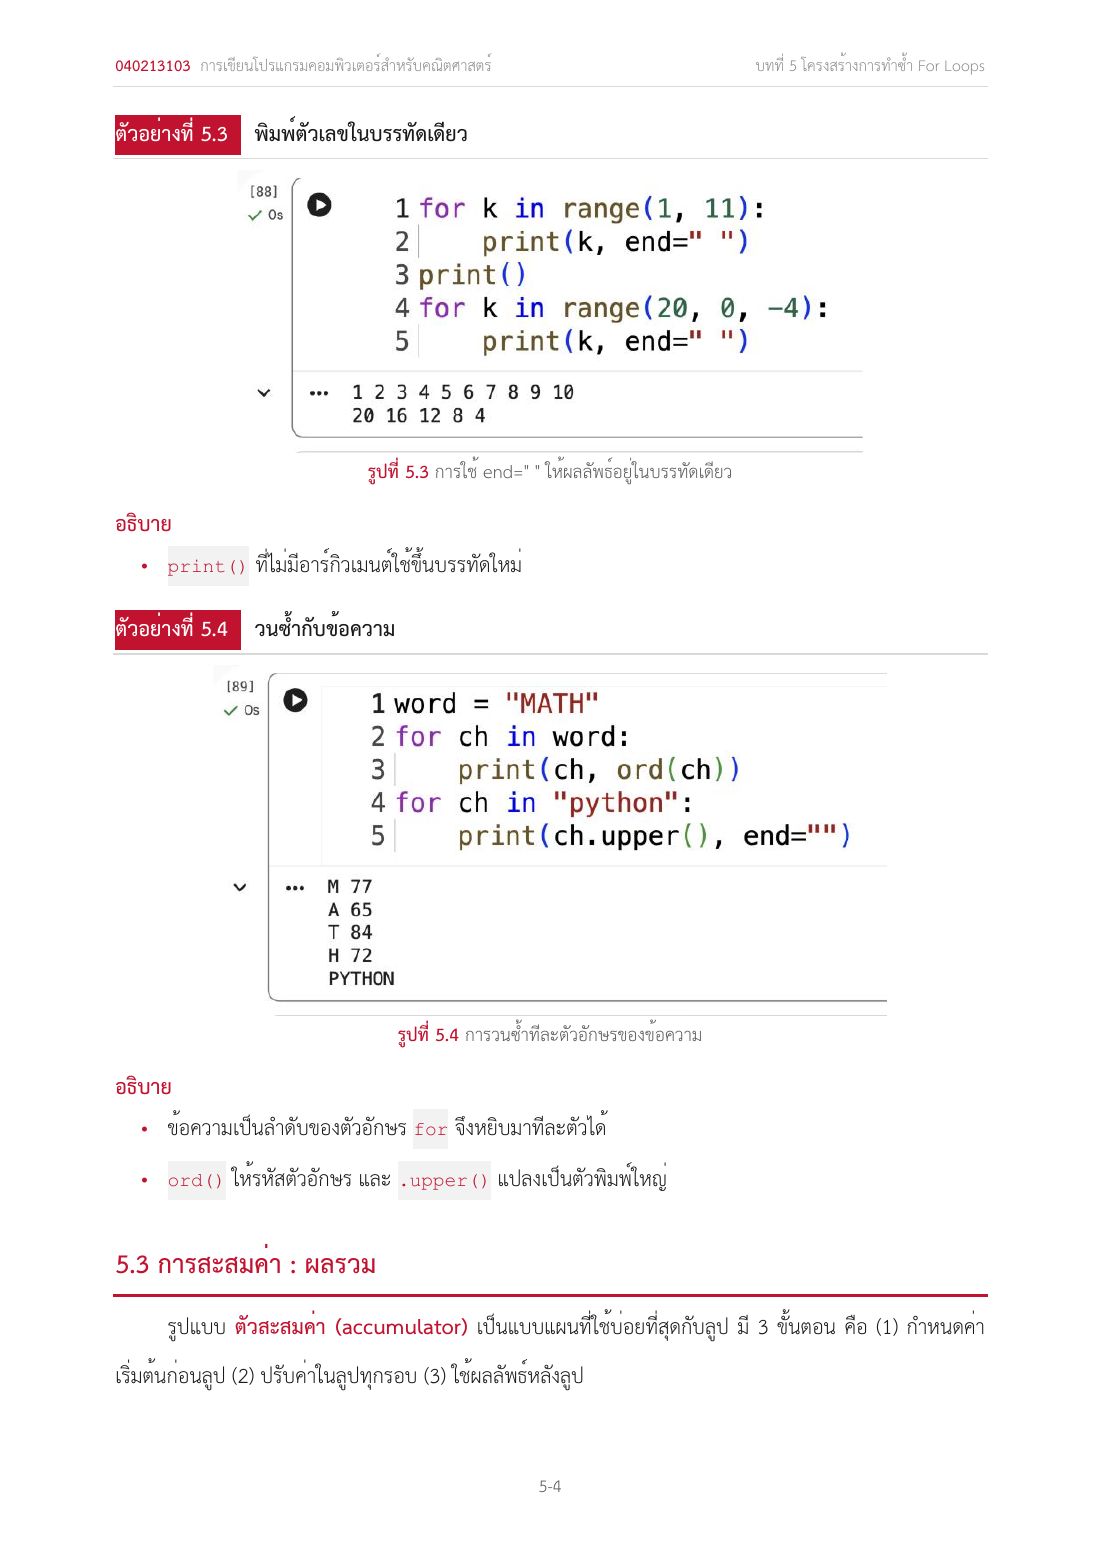 040213103 การเขียนโปรแกรมคอมพิวเตอร์สำหรับคณิตศาสตร์ บทที่ 5 โครงสร้างการทำซ้ำ For Loops
ตัวอย่างที่ 5.3 พิมพ์ตัวเลขในบรรทัดเดียว
[88]
0s
1 for k in range(1, 11):
2     print(k, end=" ")
3 print()
4 for k in range(20, 0, -4):
5     print(k, end=" ")
1 2 3 4 5 6 7 8 9 10
20 16 12 8 4
รูปที่ 5.3 การใช้ end=" " ให้ผลลัพธ์อยู่ในบรรทัดเดียว
อธิบาย
• print() ที่ไม่มีอาร์กิวเมนต์ใช้ขึ้นบรรทัดใหม่
ตัวอย่างที่ 5.4 วนซ้ำกับข้อความ
[89]
0s
1 word = "MATH"
2 for ch in word:
3     print(ch, ord(ch))
4 for ch in "python":
5     print(ch.upper(), end="")
M 77
A 65
T 84
H 72
PYTHON
รูปที่ 5.4 การวนซ้ำทีละตัวอักษรของข้อความ
อธิบาย
• ข้อความเป็นลำดับของตัวอักษร for จึงหยิบมาทีละตัวได้
• ord() ให้รหัสตัวอักษร และ .upper() แปลงเป็นตัวพิมพ์ใหญ่
5.3 การสะสมค่า : ผลรวม
รูปแบบ ตัวสะสมค่า (accumulator) เป็นแบบแผนที่ใช้บ่อยที่สุดกับลูป มี 3 ขั้นตอน คือ (1) กำหนดค่า
เริ่มต้นก่อนลูป (2) ปรับค่าในลูปทุกรอบ (3) ใช้ผลลัพธ์หลังลูป
5-4